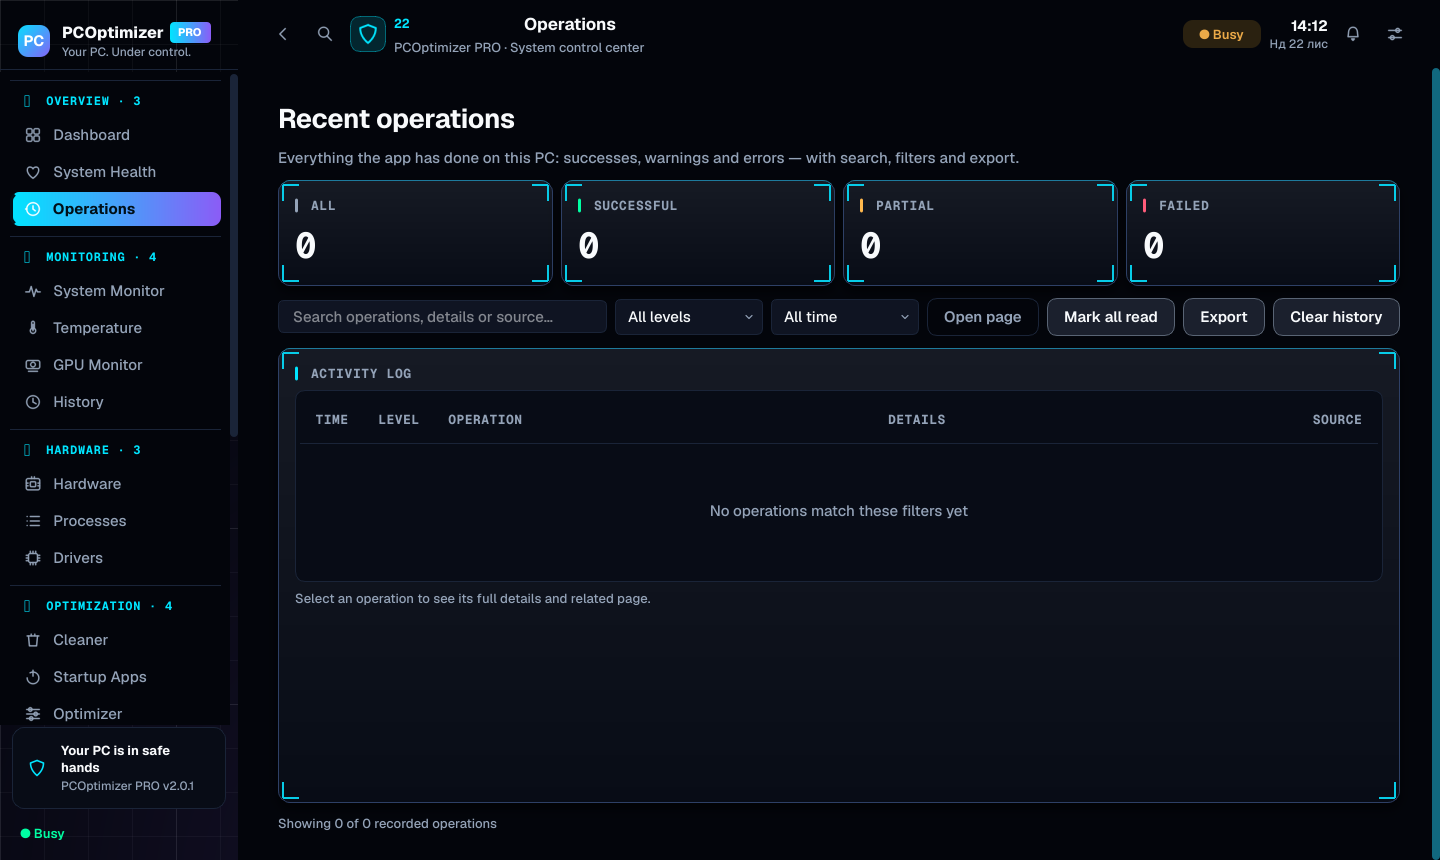 PC
PCOptimizer PRO
Your PC. Under control.
OVERVIEW · 3
Dashboard
System Health
Operations
MONITORING · 4
System Monitor
Temperature
GPU Monitor
History
HARDWARE · 3
Hardware
Processes
Drivers
OPTIMIZATION · 4
Cleaner
Startup Apps
Optimizer
Your PC is in safe
hands
PCOptimizer PRO v2.0.1
Busy
22
Operations
PCOptimizer PRO · System control center
Busy
14:12
Нд 22 лис
Recent operations
Everything the app has done on this PC: successes, warnings and errors — with search, filters and export.
ALL
0
SUCCESSFUL
0
PARTIAL
0
FAILED
0
Search operations, details or source...
All levels
All time
Open page
Mark all read
Export
Clear history
ACTIVITY LOG
TIME LEVEL OPERATION DETAILS SOURCE
No operations match these filters yet
Select an operation to see its full details and related page.
Showing 0 of 0 recorded operations